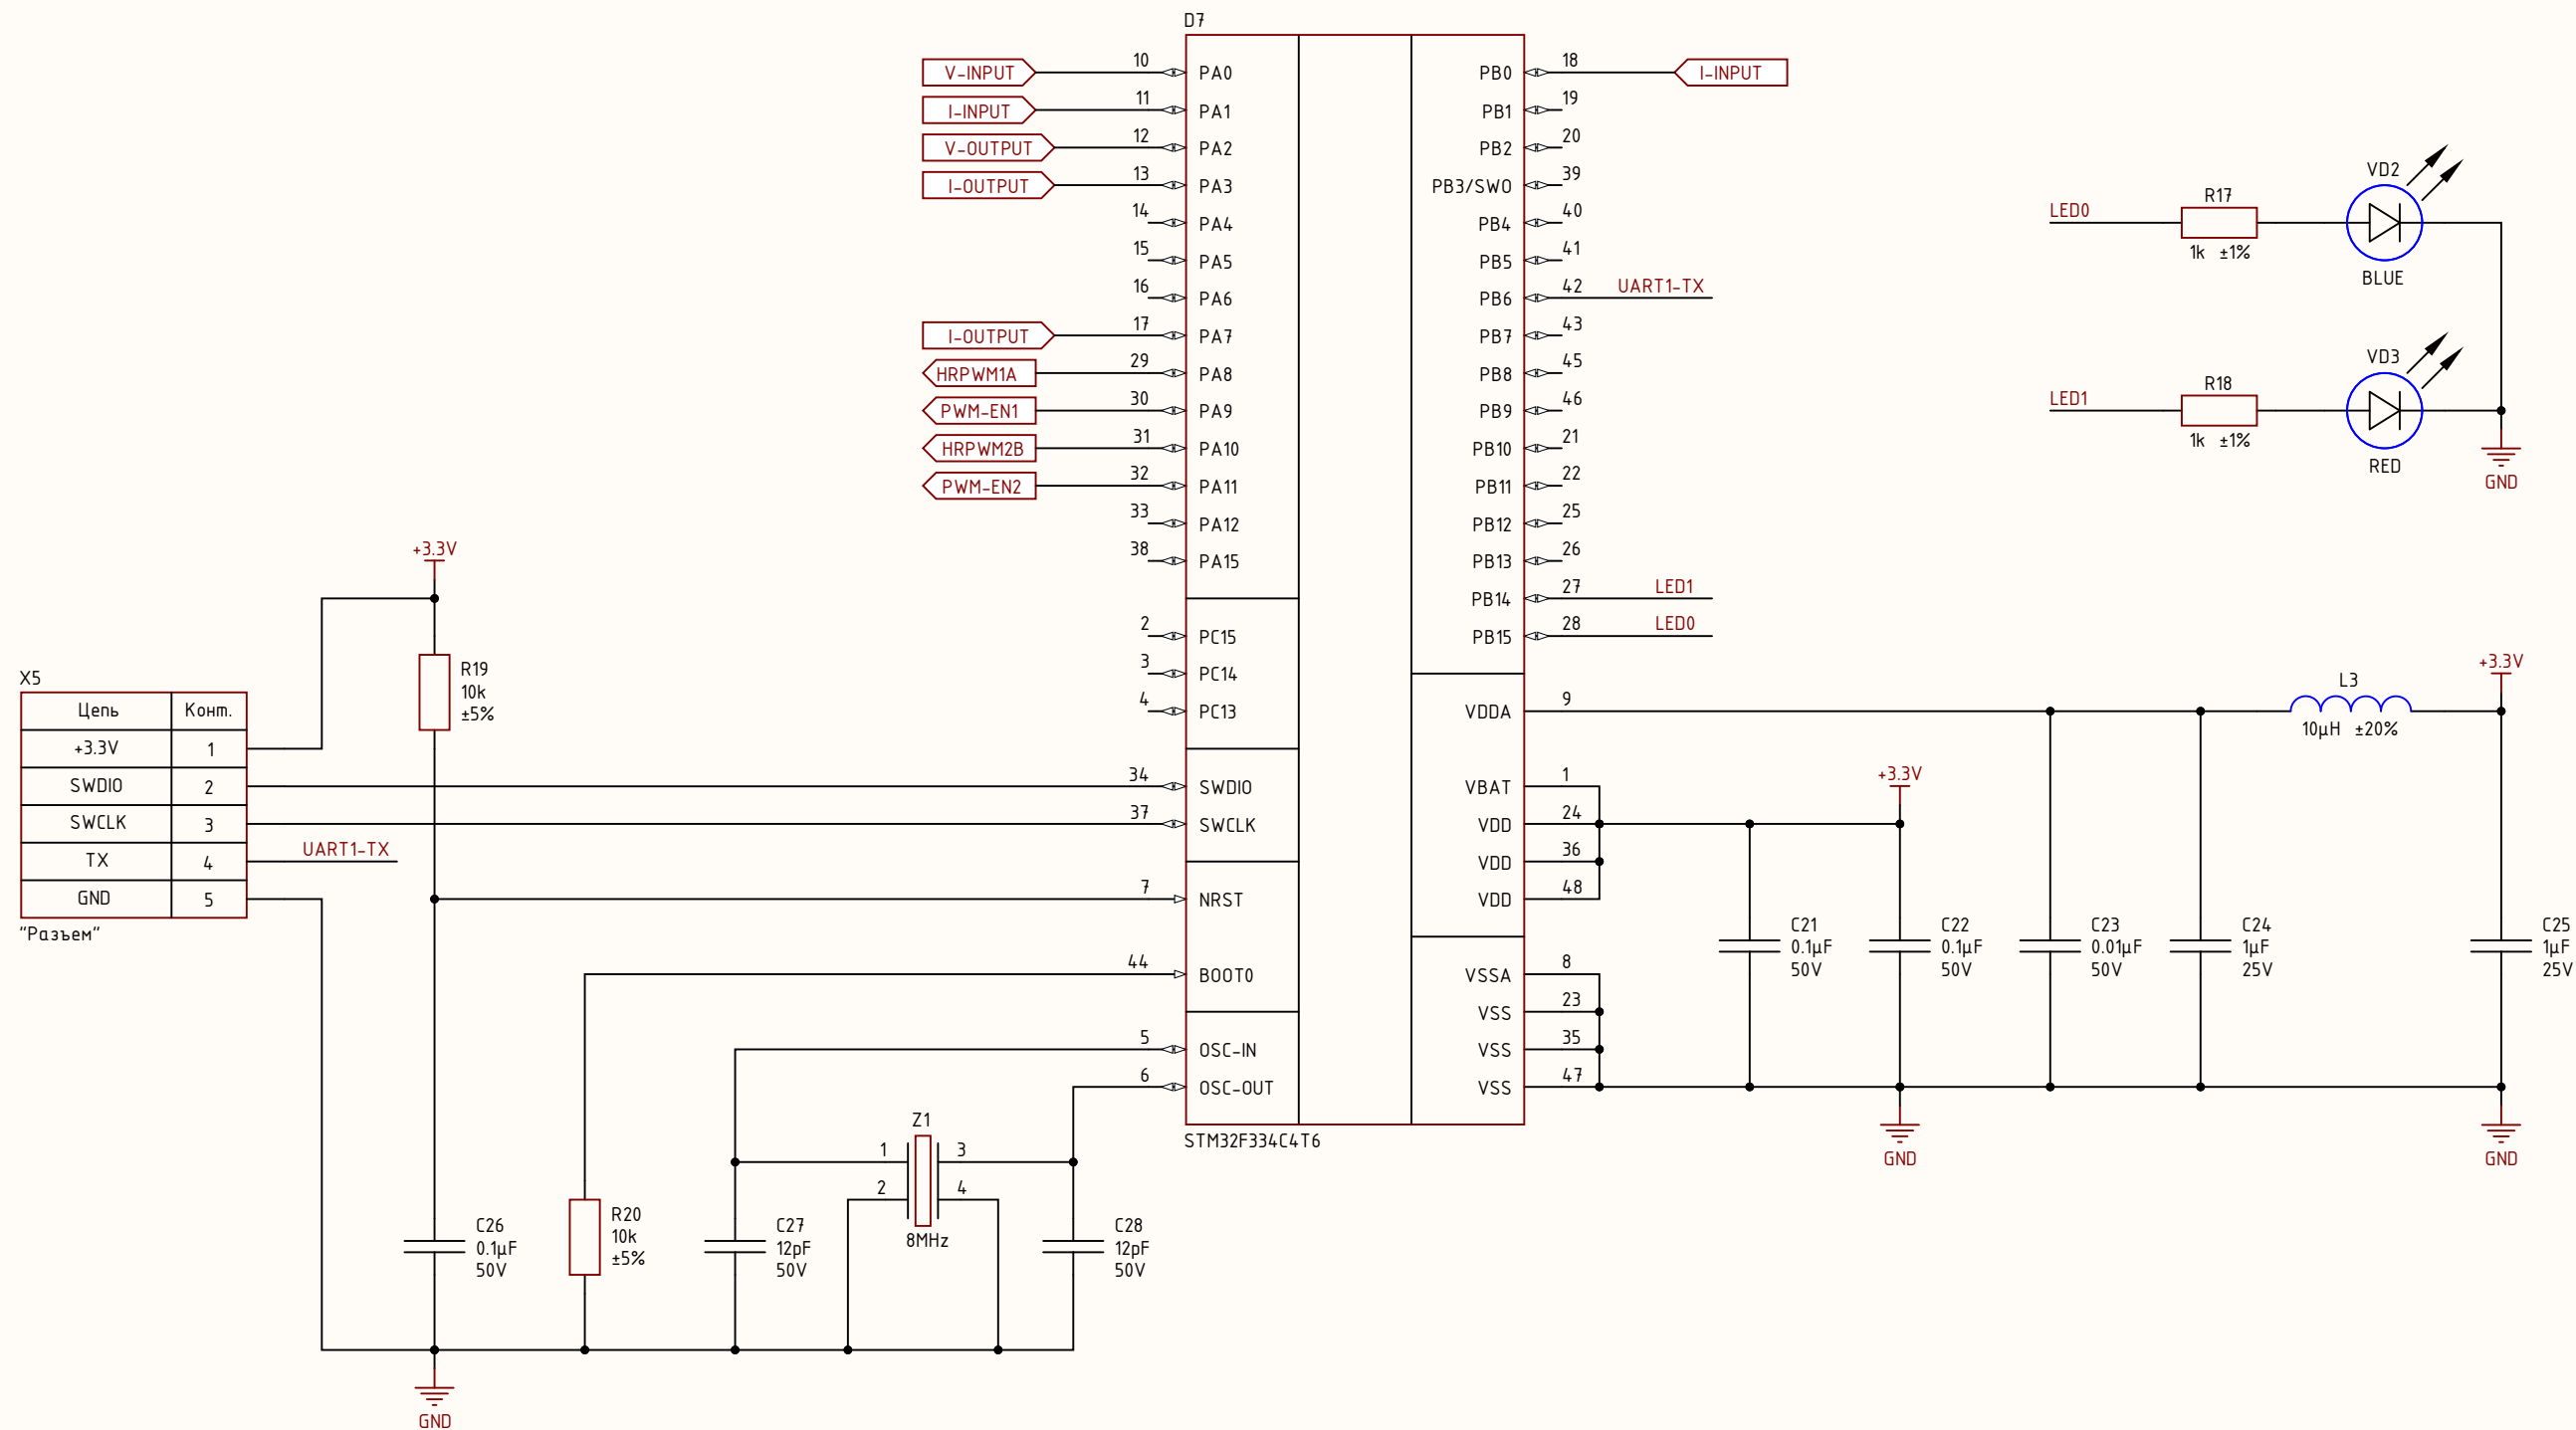 D7
V-INPUT 10 PA0
I-INPUT 11 PA1
V-OUTPUT 12 PA2
I-OUTPUT 13 PA3
14 PA4
15 PA5
16 PA6
I-OUTPUT 17 PA7
HRPWM1A 29 PA8
PWM-EN1 30 PA9
HRPWM2B 31 PA10
PWM-EN2 32 PA11
33 PA12
38 PA15
2 PC15
3 PC14
4 PC13
34 SWDIO
37 SWCLK
7 NRST
44 BOOT0
5 OSC-IN
6 OSC-OUT
PB0 18 I-INPUT
PB1 19
PB2 20
PB3/SWO 39
PB4 40
PB5 41
PB6 42 UART1-TX
PB7 43
PB8 45
PB9 46
PB10 21
PB11 22
PB12 25
PB13 26
PB14 27 LED1
PB15 28 LED0
VDDA 9
VBAT 1
VDD 24
VDD 36
VDD 48
VSSA 8
VSS 23
VSS 35
VSS 47
STM32F334C4T6
LED0
R17
1k ±1%
VD2
BLUE
LED1
R18
1k ±1%
VD3
RED
GND
+3.3V
R19
10k
±5%
X5
Цепь Конт.
+3.3V 1
SWDIO 2
SWCLK 3
TX 4
GND 5
"Разъем"
UART1-TX
C26
0.1µF
50V
GND
R20
10k
±5%
C27
12pF
50V
Z1
1
3
2
4
8MHz
C28
12pF
50V
+3.3V
L3
10µH ±20%
+3.3V
C21
0.1µF
50V
C22
0.1µF
50V
C23
0.01µF
50V
C24
1µF
25V
C25
1µF
25V
GND
GND